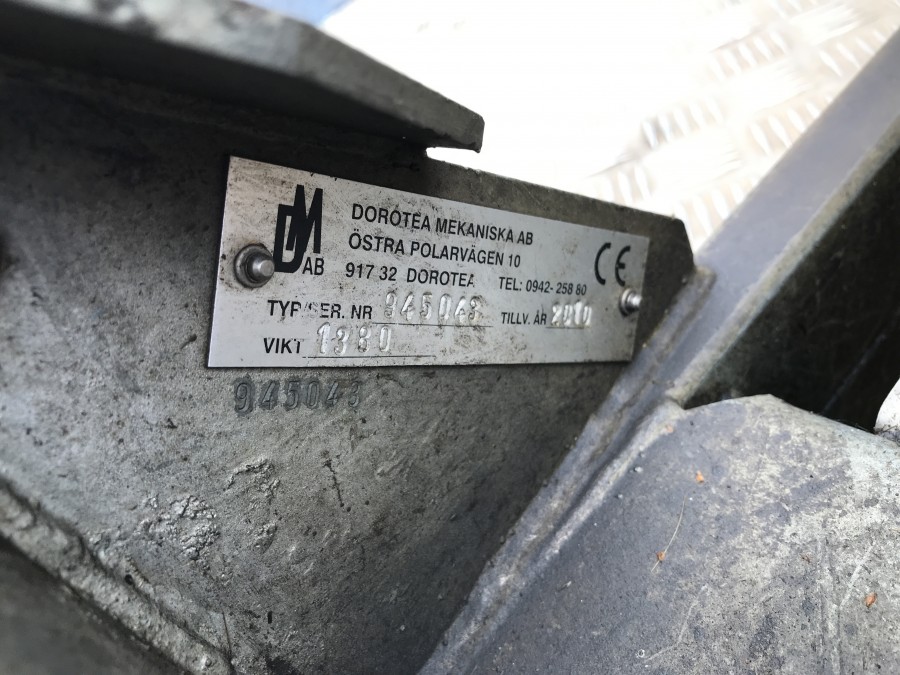 DM AB
DOROTEA MEKANISKA AB
ÖSTRA POLARVÄGEN 10
917 32 DOROTEA TEL: 0942- 258 80
CE
TYP/SER. NR 945043 TILLV. ÅR 2010
VIKT 1380
945043